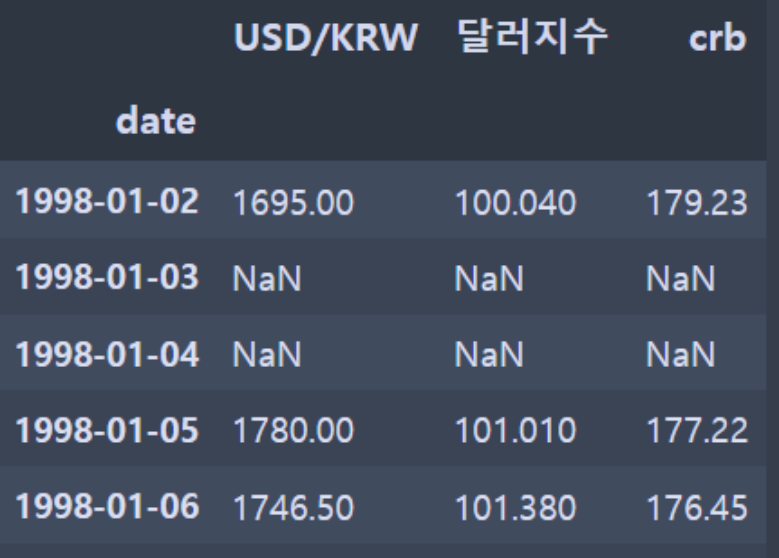 USD/KRW 달러지수 crb
date
1998-01-02 1695.00 100.040 179.23
1998-01-03 NaN NaN NaN
1998-01-04 NaN NaN NaN
1998-01-05 1780.00 101.010 177.22
1998-01-06 1746.50 101.380 176.45